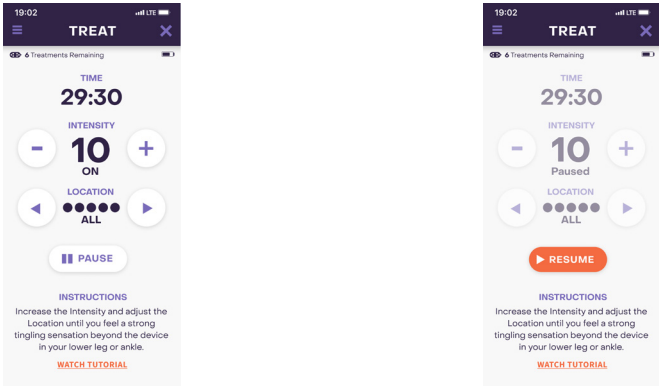 19:02
LTE
TREAT
6 Treatments Remaining
TIME
29:30
INTENSITY
- 10 +
ON
LOCATION
ALL
PAUSE
INSTRUCTIONS
Increase the Intensity and adjust the
Location until you feel a strong
tingling sensation beyond the device
in your lower leg or ankle.
WATCH TUTORIAL
19:02
LTE
TREAT
6 Treatments Remaining
TIME
29:30
INTENSITY
- 10 +
Paused
LOCATION
ALL
RESUME
INSTRUCTIONS
Increase the Intensity and adjust the
Location until you feel a strong
tingling sensation beyond the device
in your lower leg or ankle.
WATCH TUTORIAL